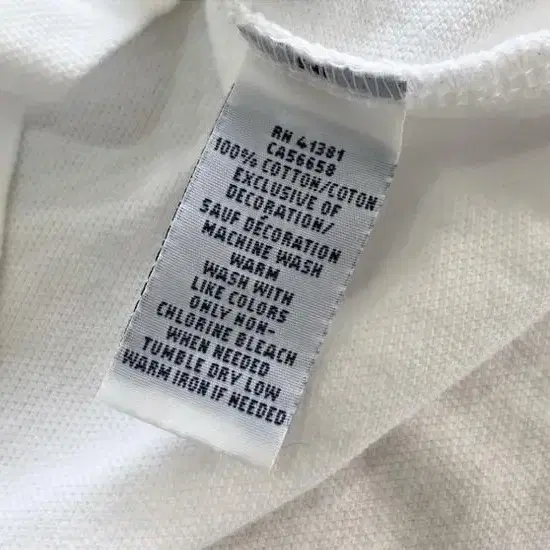 RN 41381
CA56658
100% COTTON/COTON
EXCLUSIVE OF
DECORATION/
SAUF DÉCORATION
MACHINE WASH
WARM
WASH WITH
LIKE COLORS
ONLY NON-
CHLORINE BLEACH
WHEN NEEDED
TUMBLE DRY LOW
WARM IRON IF NEEDED